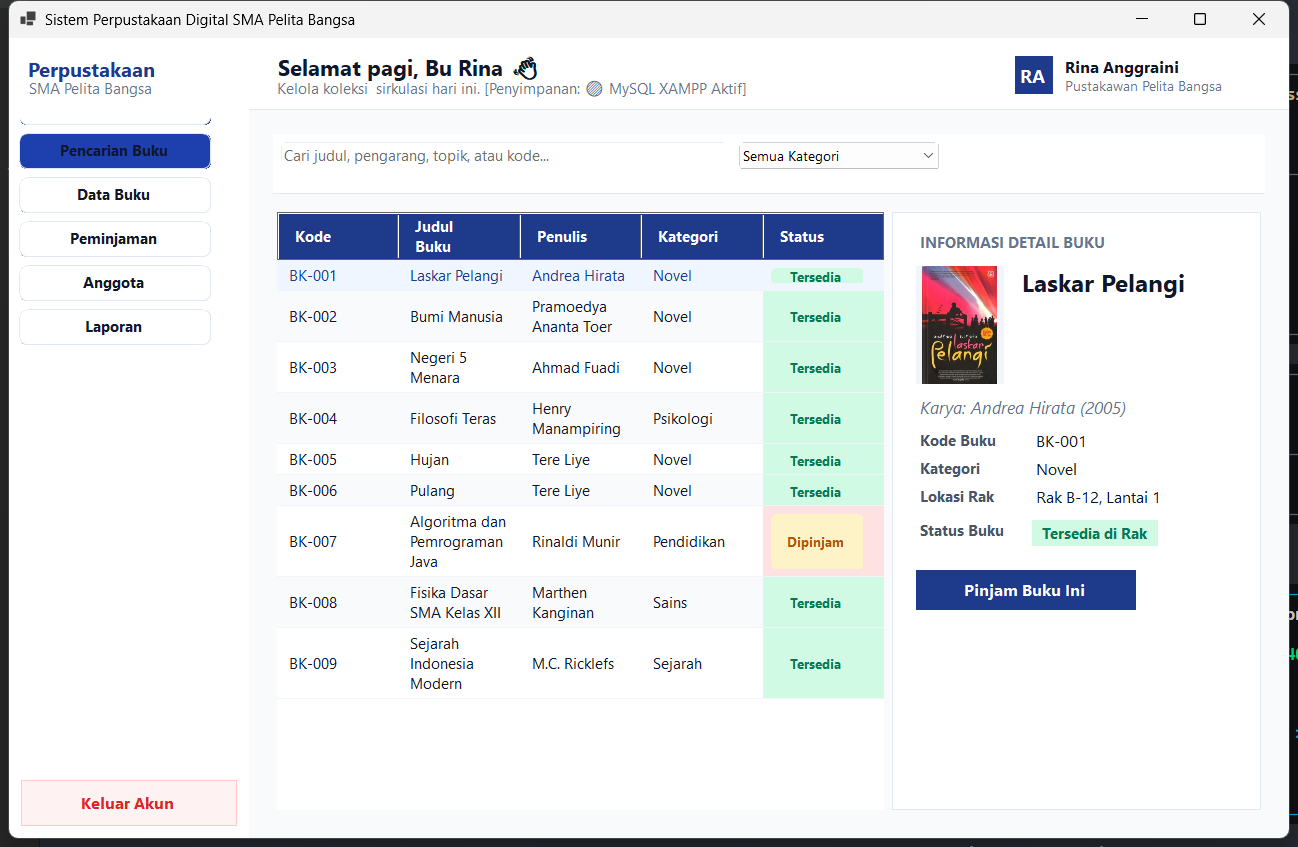 Sistem Perpustakaan Digital SMA Pelita Bangsa
Perpustakaan
SMA Pelita Bangsa
Selamat pagi, Bu Rina 👋
Kelola koleksi  sirkulasi hari ini. [Penyimpanan: MySQL XAMPP Aktif]
RA
Rina Anggraini
Pustakawan Pelita Bangsa
Pencarian Buku
Data Buku
Peminjaman
Anggota
Laporan
Keluar Akun
Cari judul, pengarang, topik, atau kode...
Semua Kategori
Kode Judul Buku Penulis Kategori Status
BK-001 Laskar Pelangi Andrea Hirata Novel Tersedia
BK-002 Bumi Manusia Pramoedya Ananta Toer Novel Tersedia
BK-003 Negeri 5 Menara Ahmad Fuadi Novel Tersedia
BK-004 Filosofi Teras Henry Manampiring Psikologi Tersedia
BK-005 Hujan Tere Liye Novel Tersedia
BK-006 Pulang Tere Liye Novel Tersedia
BK-007 Algoritma dan Pemrograman Java Rinaldi Munir Pendidikan Dipinjam
BK-008 Fisika Dasar SMA Kelas XII Marthen Kanginan Sains Tersedia
BK-009 Sejarah Indonesia Modern M.C. Ricklefs Sejarah Tersedia
INFORMASI DETAIL BUKU
andrea hirata
laskar
pelangi
Laskar Pelangi
Karya: Andrea Hirata (2005)
Kode Buku BK-001
Kategori Novel
Lokasi Rak Rak B-12, Lantai 1
Status Buku Tersedia di Rak
Pinjam Buku Ini